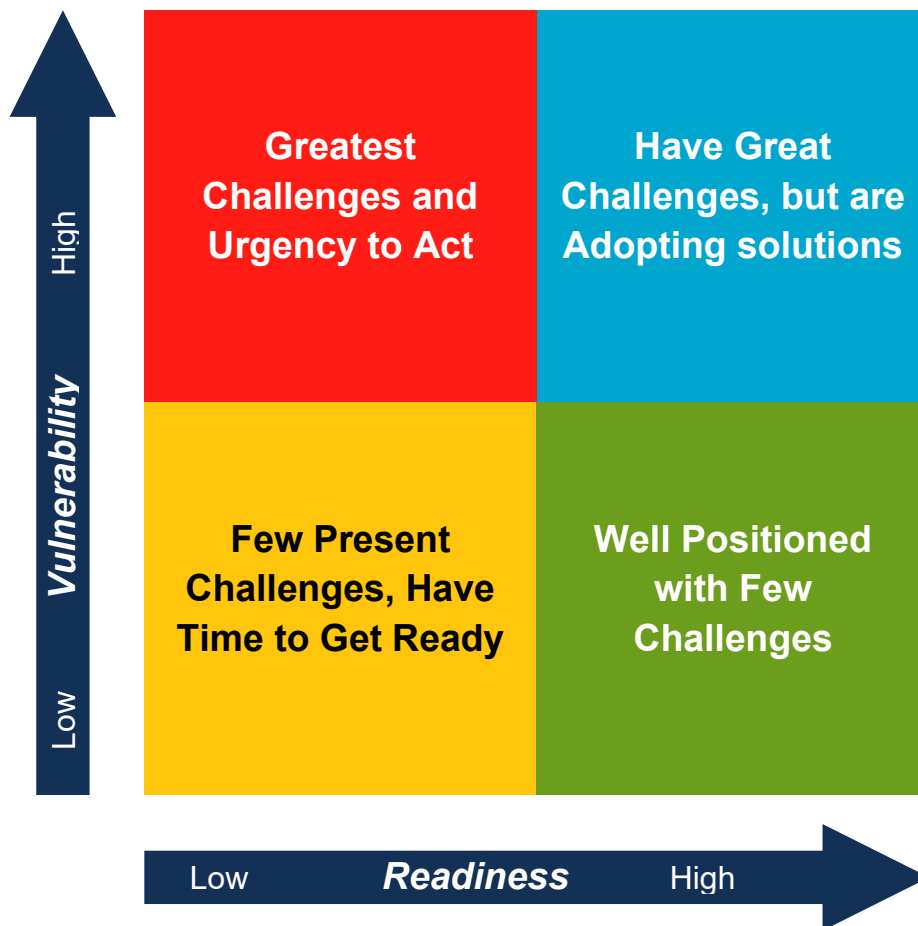 Greatest
Challenges and
Urgency to Act
Have Great
Challenges, but are
Adopting solutions
High
Vulnerability
Low
Few Present
Challenges, Have
Time to Get Ready
Well Positioned
with Few
Challenges
Low Readiness High